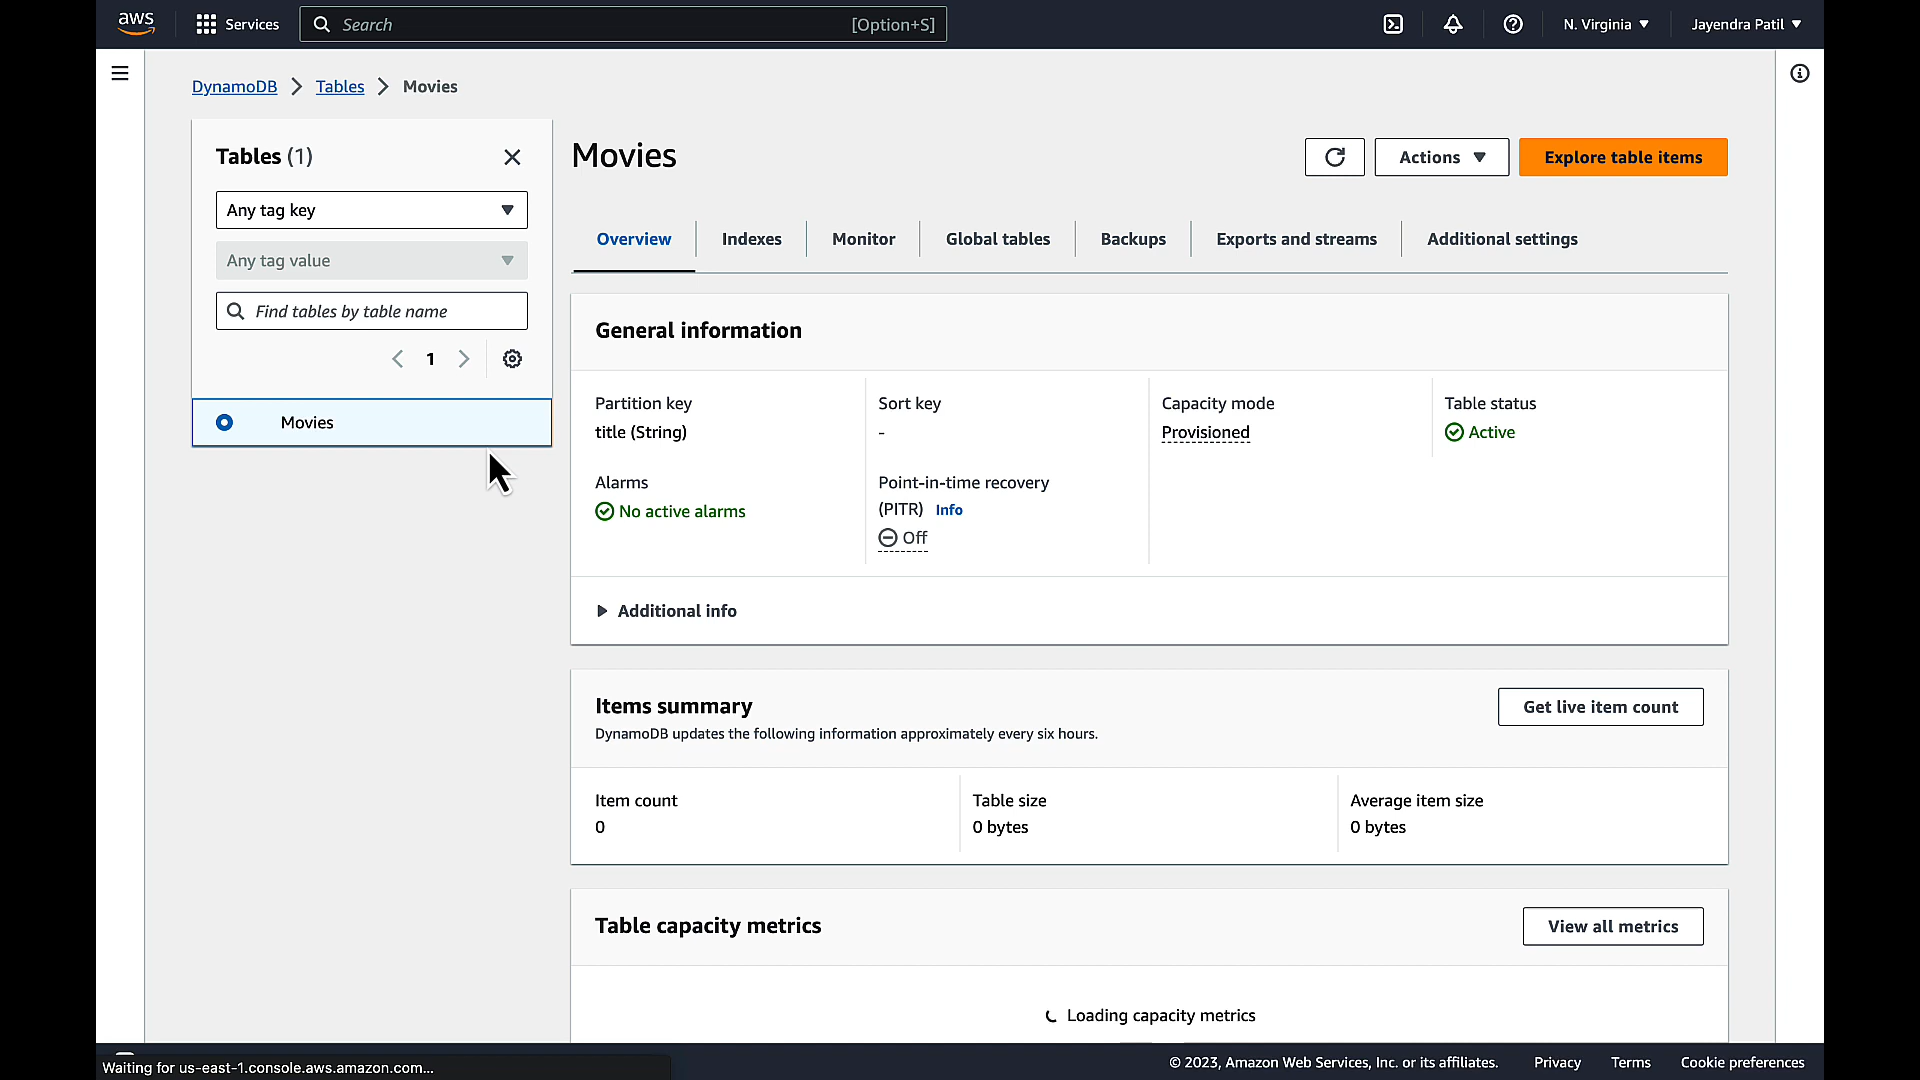 aws
Services
Search
[Option+S]
N. Virginia
Jayendra Patil
DynamoDB
Tables
Movies
Tables (1)
Any tag key
Any tag value
Find tables by table name
1
Movies
Movies
Actions
Explore table items
Overview
Indexes
Monitor
Global tables
Backups
Exports and streams
Additional settings
General information
Partition key
title (String)
Sort key
-
Capacity mode
Provisioned
Table status
Active
Alarms
No active alarms
Point-in-time recovery
(PITR) Info
Off
Additional info
Items summary
Get live item count
DynamoDB updates the following information approximately every six hours.
Item count
0
Table size
0 bytes
Average item size
0 bytes
Table capacity metrics
View all metrics
Loading capacity metrics
Waiting for us-east-1.console.aws.amazon.com...
© 2023, Amazon Web Services, Inc. or its affiliates.
Privacy
Terms
Cookie preferences